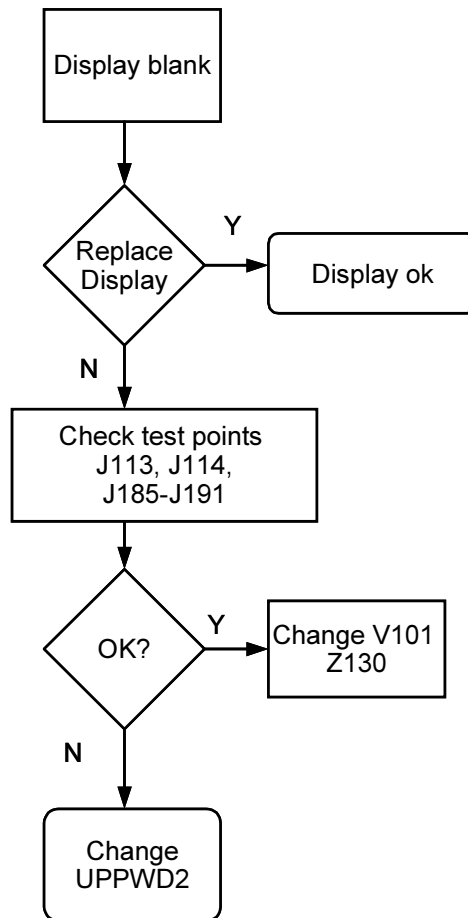 Display blank
Replace
Display
Y
Display ok
N
Check test points
J113, J114,
J185-J191
OK?
Y
Change V101
Z130
N
Change
UPPWD2